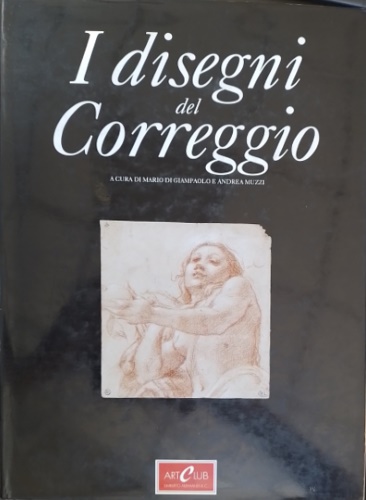 I disegni
del
Correggio
A CURA DI MARIO DI GIAMPAOLO E ANDREA MUZZI
ART CLUB